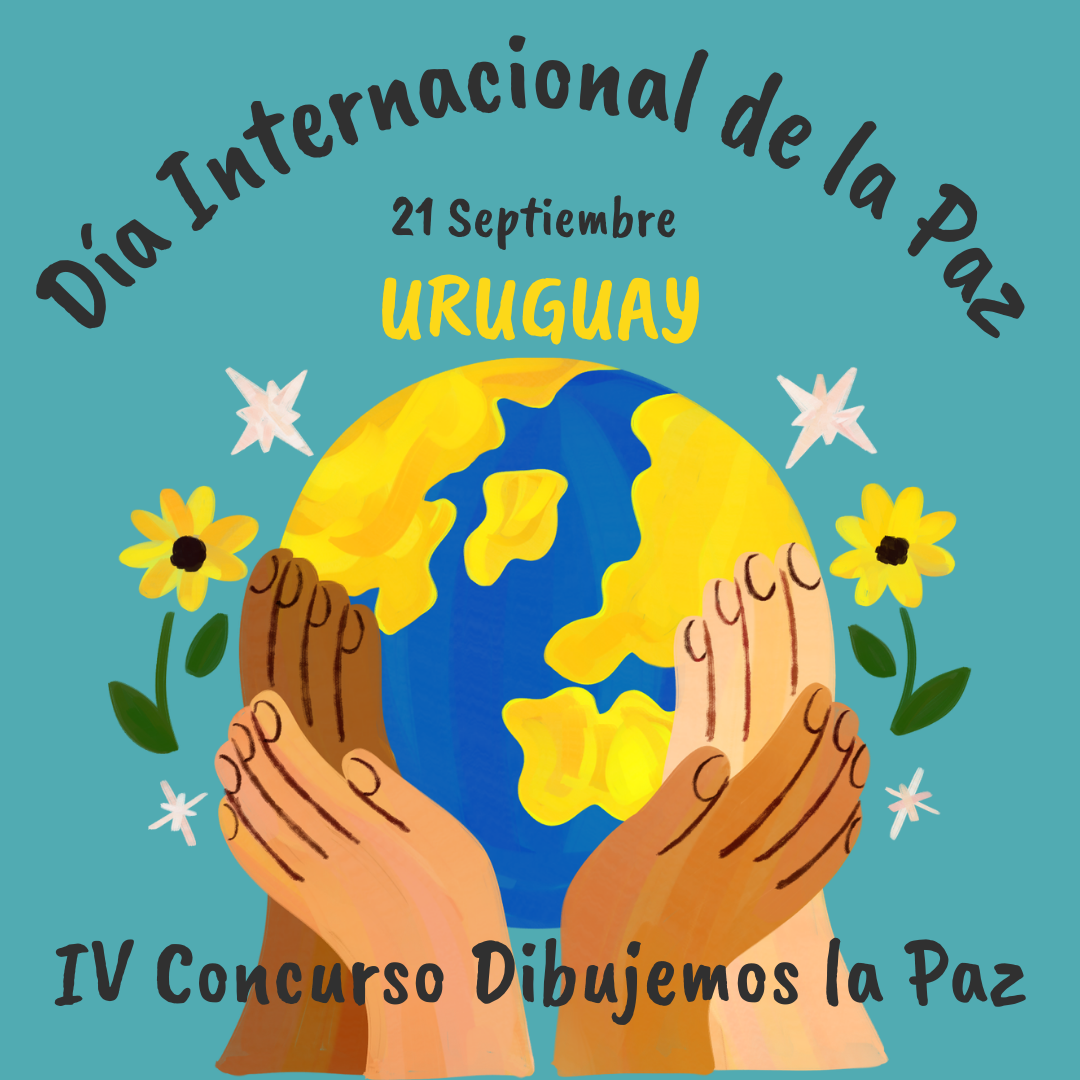 Día Internacional de la Paz
21 Septiembre
URUGUAY
IV Concurso Dibujemos la Paz